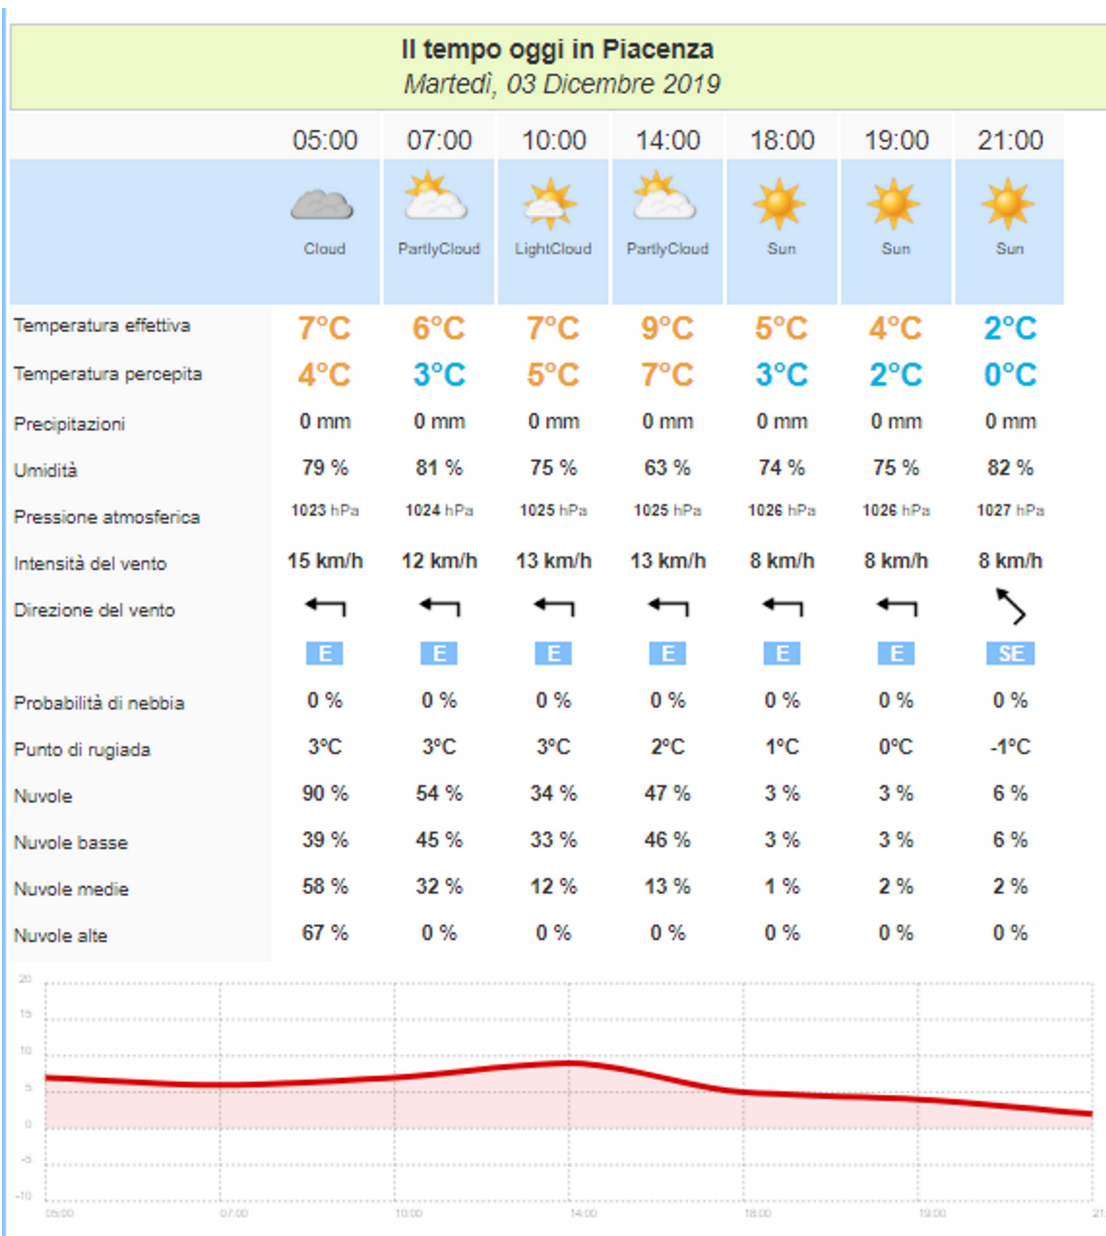 Il tempo oggi in Piacenza
Martedì, 03 Dicembre 2019
05:00 07:00 10:00 14:00 18:00 19:00 21:00
Cloud PartlyCloud LightCloud PartlyCloud Sun Sun Sun
Temperatura effettiva 7°C 6°C 7°C 9°C 5°C 4°C 2°C
Temperatura percepita 4°C 3°C 5°C 7°C 3°C 2°C 0°C
Precipitazioni 0 mm 0 mm 0 mm 0 mm 0 mm 0 mm 0 mm
Umidità 79 % 81 % 75 % 63 % 74 % 75 % 82 %
Pressione atmosferica 1023 hPa 1024 hPa 1025 hPa 1025 hPa 1026 hPa 1026 hPa 1027 hPa
Intensità del vento 15 km/h 12 km/h 13 km/h 13 km/h 8 km/h 8 km/h 8 km/h
Direzione del vento
E E E E E E SE
Probabilità di nebbia 0 % 0 % 0 % 0 % 0 % 0 % 0 %
Punto di rugiada 3°C 3°C 3°C 2°C 1°C 0°C -1°C
Nuvole 90 % 54 % 34 % 47 % 3 % 3 % 6 %
Nuvole basse 39 % 45 % 33 % 46 % 3 % 3 % 6 %
Nuvole medie 58 % 32 % 12 % 13 % 1 % 2 % 2 %
Nuvole alte 67 % 0 % 0 % 0 % 0 % 0 % 0 %
20
15
10
5
0
-5
-10
05:00 07:00 10:00 14:00 18:00 19:00 21: